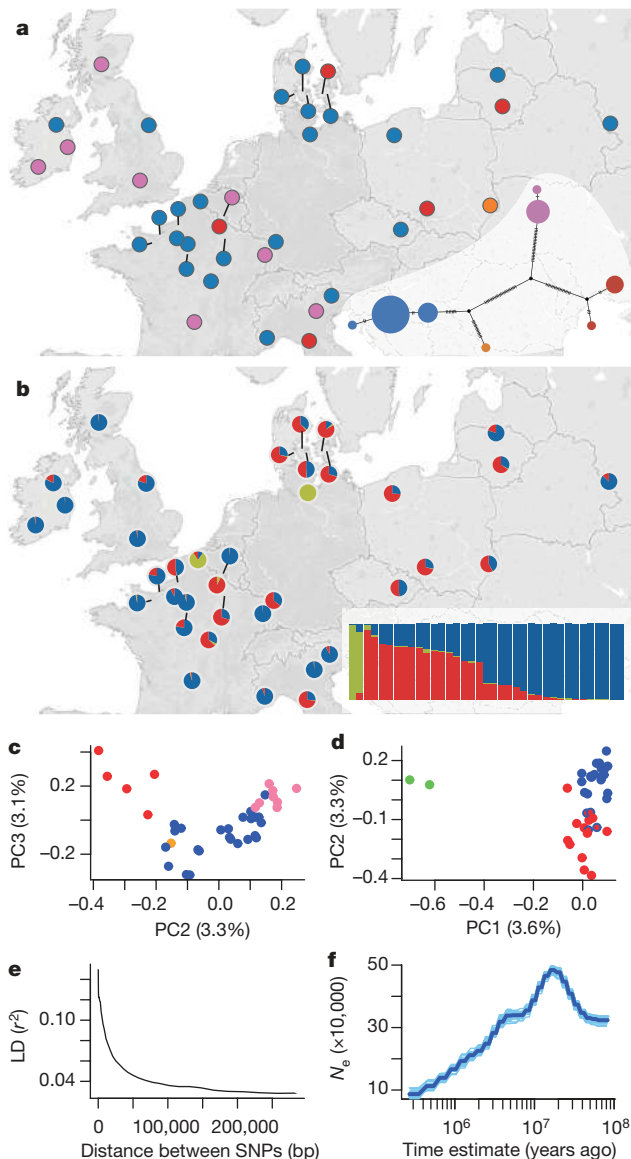 a
b
c
d
PC3 (3.1%)
0.2
−0.2
−0.4
−0.2
0.0
0.2
PC2 (3.3%)
PC2 (3.3%)
0.2
−0.1
−0.4
−0.6
−0.4
−0.2
0.0
PC1 (3.6%)
e
f
LD (r²)
0.10
0.04
0
100,000
200,000
Distance between SNPs (bp)
Ne (×10,000)
50
30
10
10⁶
10⁷
10⁸
Time estimate (years ago)